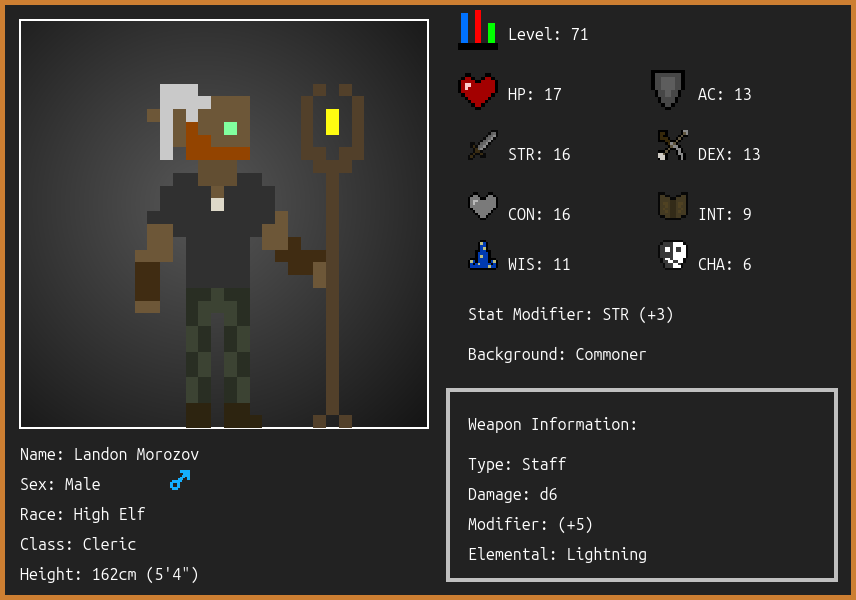 Level: 71
HP: 17
AC: 13
STR: 16
DEX: 13
CON: 16
INT: 9
WIS: 11
CHA: 6
Stat Modifier: STR (+3)
Background: Commoner
Weapon Information:
Type: Staff
Damage: d6
Modifier: (+5)
Elemental: Lightning
Name: Landon Morozov
Sex: Male
Race: High Elf
Class: Cleric
Height: 162cm (5'4")